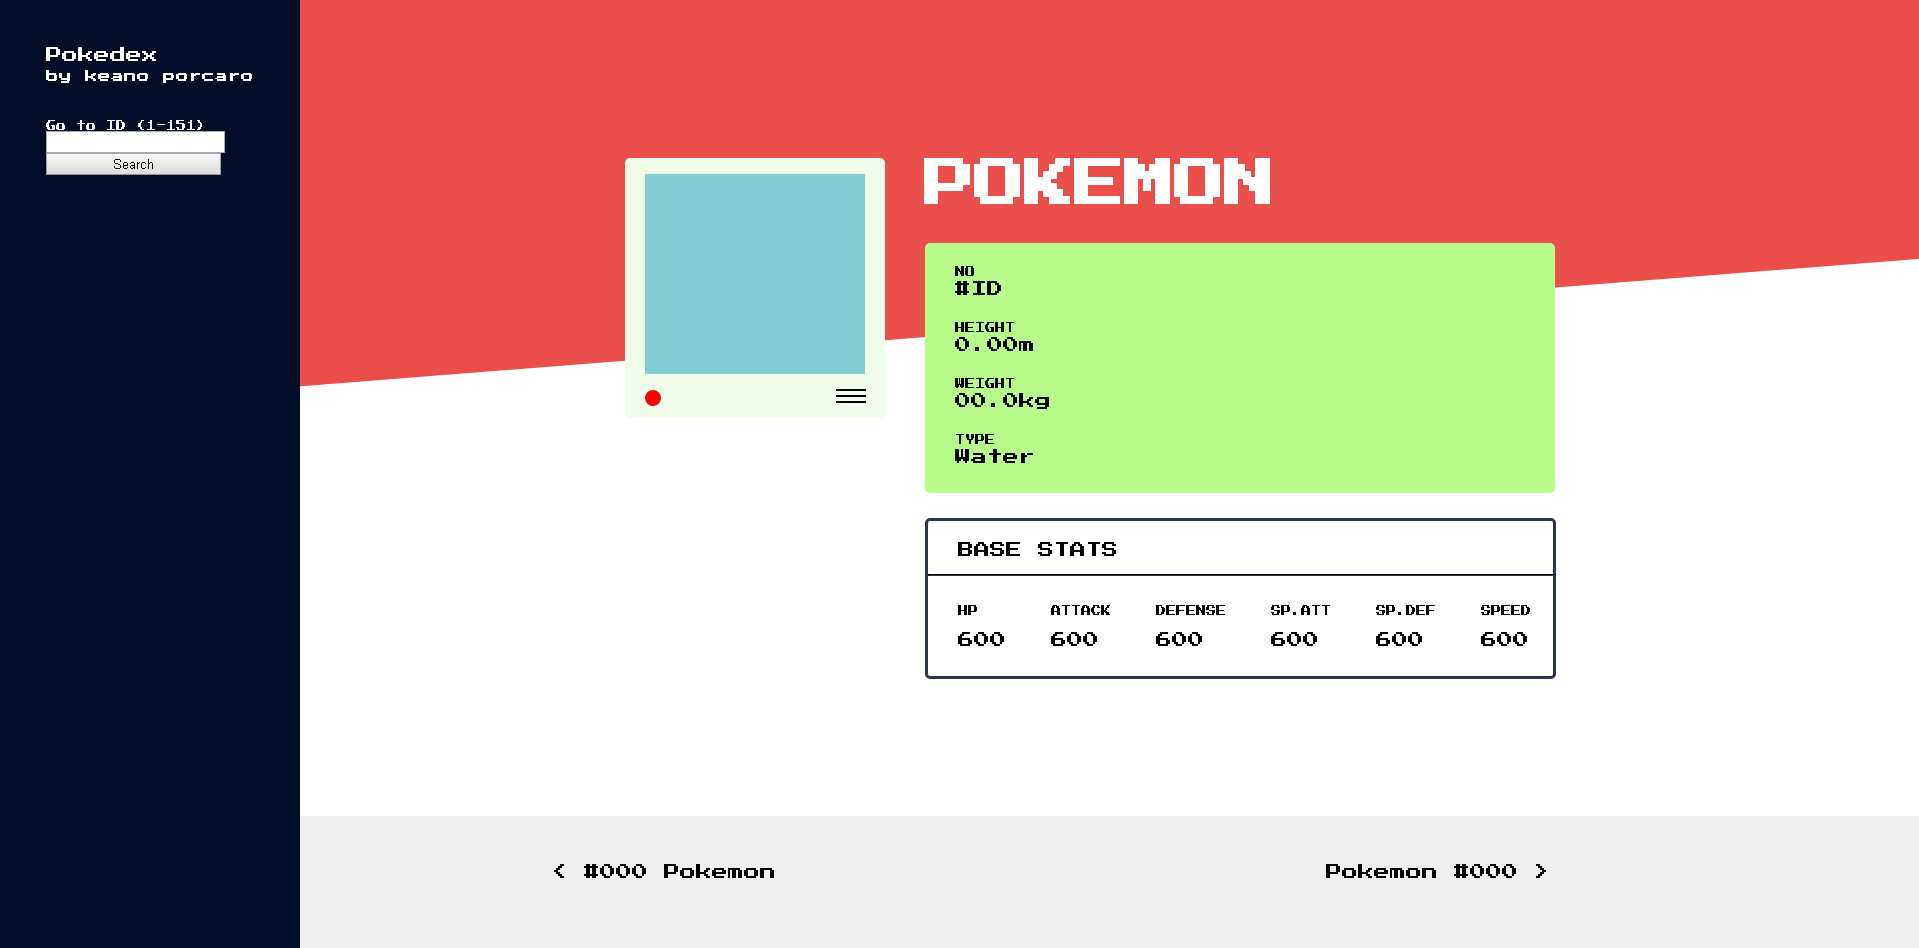 Pokedex
by keano porcaro
Go to ID (1-151)
Search
POKEMON
NO
#ID
HEIGHT
0.00m
WEIGHT
00.0kg
TYPE
Water
BASE STATS
HP ATTACK DEFENSE SP.ATT SP.DEF SPEED
600 600 600 600 600 600
< #000 Pokemon
Pokemon #000 >